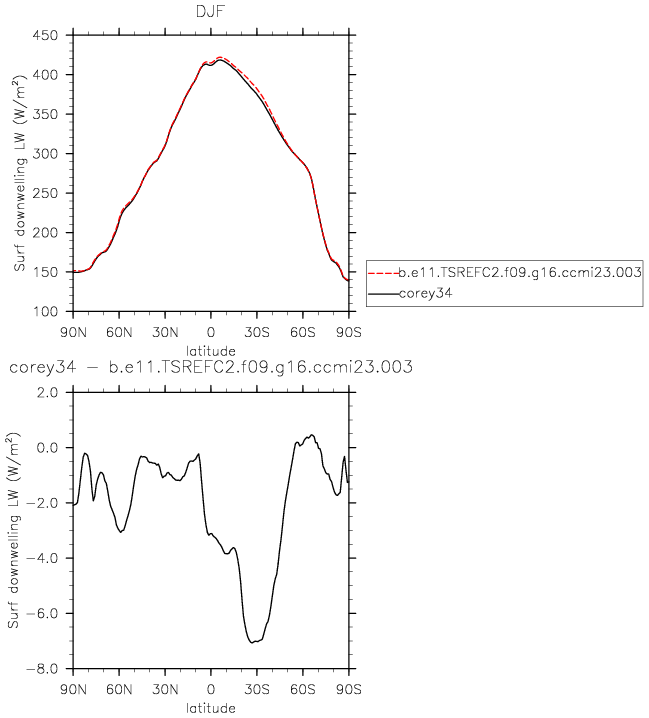 DJF
450
400
350
300
250
200
150
100
Surf downwelling LW (W/m²)
90N 60N 30N 0 30S 60S 90S
latitude
b.e11.TSREFC2.f09.g16.ccmi23.003
corey34
corey34 − b.e11.TSREFC2.f09.g16.ccmi23.003
2.0
0.0
−2.0
−4.0
−6.0
−8.0
Surf downwelling LW (W/m²)
90N 60N 30N 0 30S 60S 90S
latitude